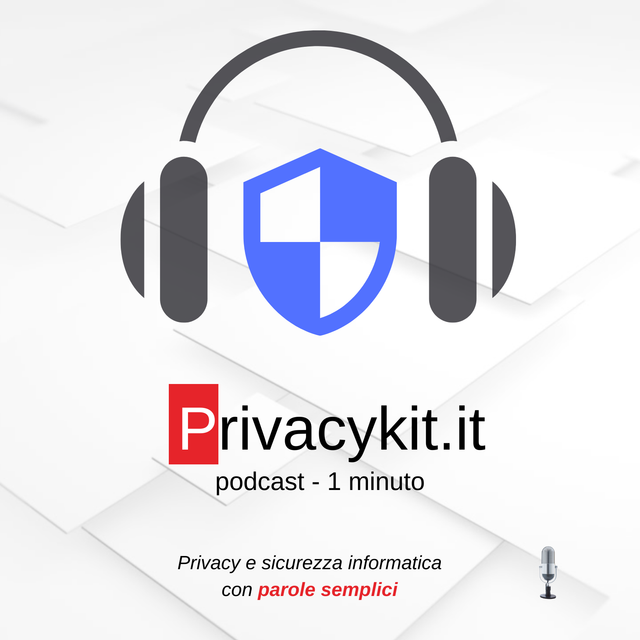 Privacykit.it
podcast - 1 minuto
Privacy e sicurezza informatica
con parole semplici